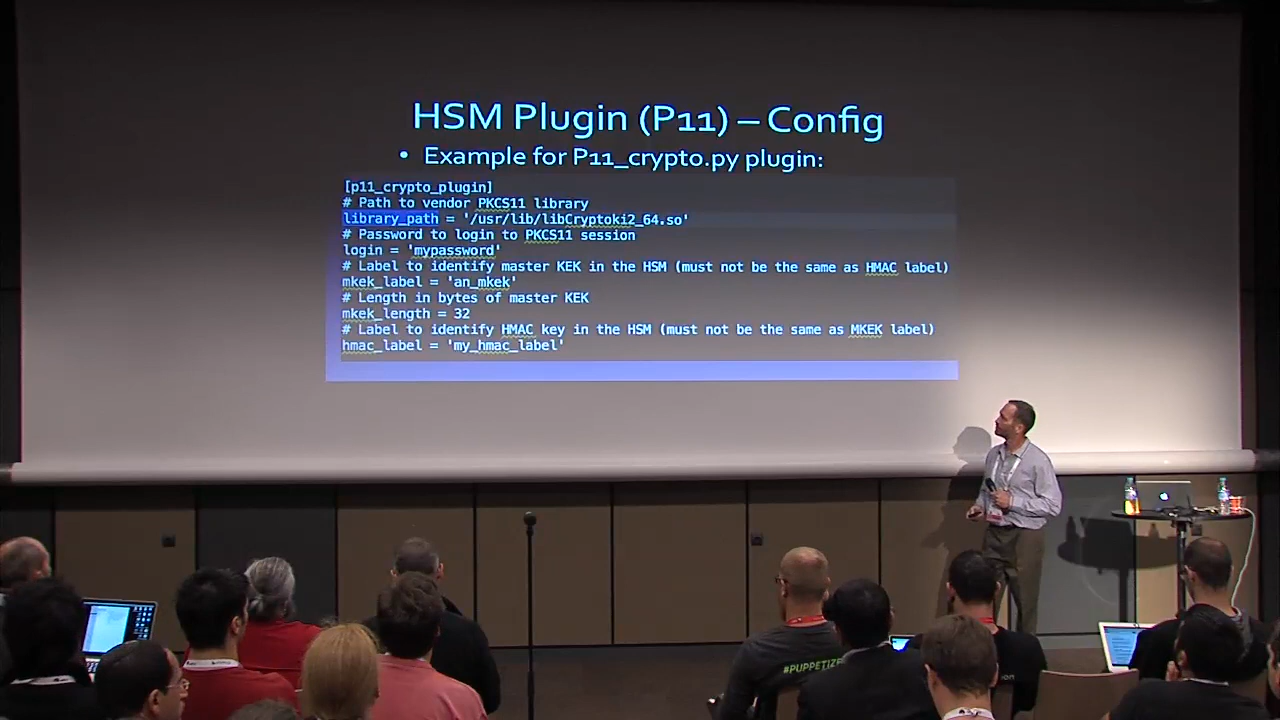 HSM Plugin (P11) – Config
• Example for P11_crypto.py plugin:
[p11_crypto_plugin]
# Path to vendor PKCS11 library
library_path = '/usr/lib/libCryptoki2_64.so'
# Password to login to PKCS11 session
login = 'mypassword'
# Label to identify master KEK in the HSM (must not be the same as HMAC label)
mkek_label = 'an_mkek'
# Length in bytes of master KEK
mkek_length = 32
# Label to identify HMAC key in the HSM (must not be the same as MKEK label)
hmac_label = 'my_hmac_label'